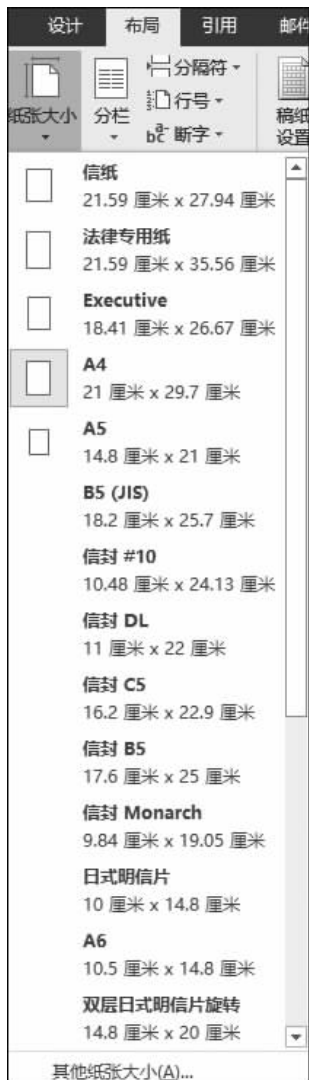 设计 布局 引用 邮件
分隔符
行号
断字
纸张大小 分栏 稿纸
设置
信纸
21.59 厘米 x 27.94 厘米
法律专用纸
21.59 厘米 x 35.56 厘米
Executive
18.41 厘米 x 26.67 厘米
A4
21 厘米 x 29.7 厘米
A5
14.8 厘米 x 21 厘米
B5 (JIS)
18.2 厘米 x 25.7 厘米
信封 #10
10.48 厘米 x 24.13 厘米
信封 DL
11 厘米 x 22 厘米
信封 C5
16.2 厘米 x 22.9 厘米
信封 B5
17.6 厘米 x 25 厘米
信封 Monarch
9.84 厘米 x 19.05 厘米
日式明信片
10 厘米 x 14.8 厘米
A6
10.5 厘米 x 14.8 厘米
双层日式明信片旋转
14.8 厘米 x 20 厘米
其他纸张大小(A)...